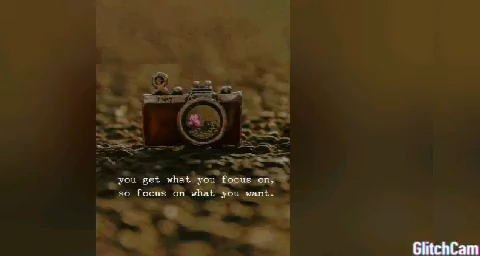 you get what you focus on,
so focus on what you want.
GlitchCam